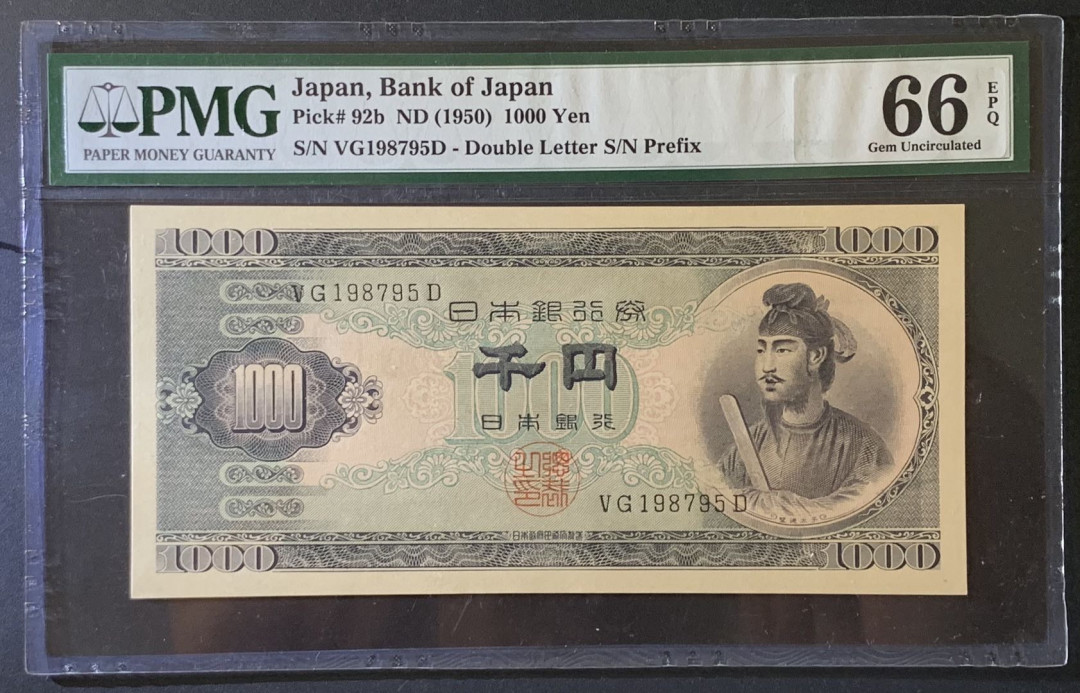 PMG
PAPER MONEY GUARANTY
Japan, Bank of Japan
Pick# 92b ND (1950) 1000 Yen
S/N VG198795D - Double Letter S/N Prefix
66 EPQ
Gem Uncirculated
1000 1000
VG198795D
日本銀行券
千円
1000
1000
日本銀行
VG198795D
1000 1000